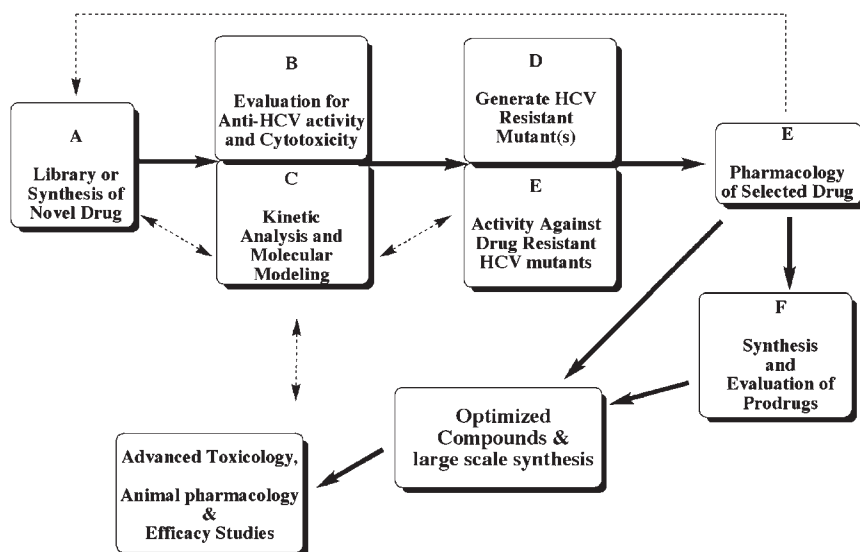 A
Library or
Synthesis of
Novel Drug
B
Evaluation for
Anti-HCV activity
and Cytotoxicity
C
Kinetic
Analysis and
Molecular
Modeling
D
Generate HCV
Resistant
Mutant(s)
E
Activity Against
Drug Resistant
HCV mutants
E
Pharmacology
of Selected Drug
F
Synthesis
and
Evaluation of
Prodrugs
Optimized
Compounds &
large scale synthesis
Advanced Toxicology,
Animal pharmacology
&
Efficacy Studies